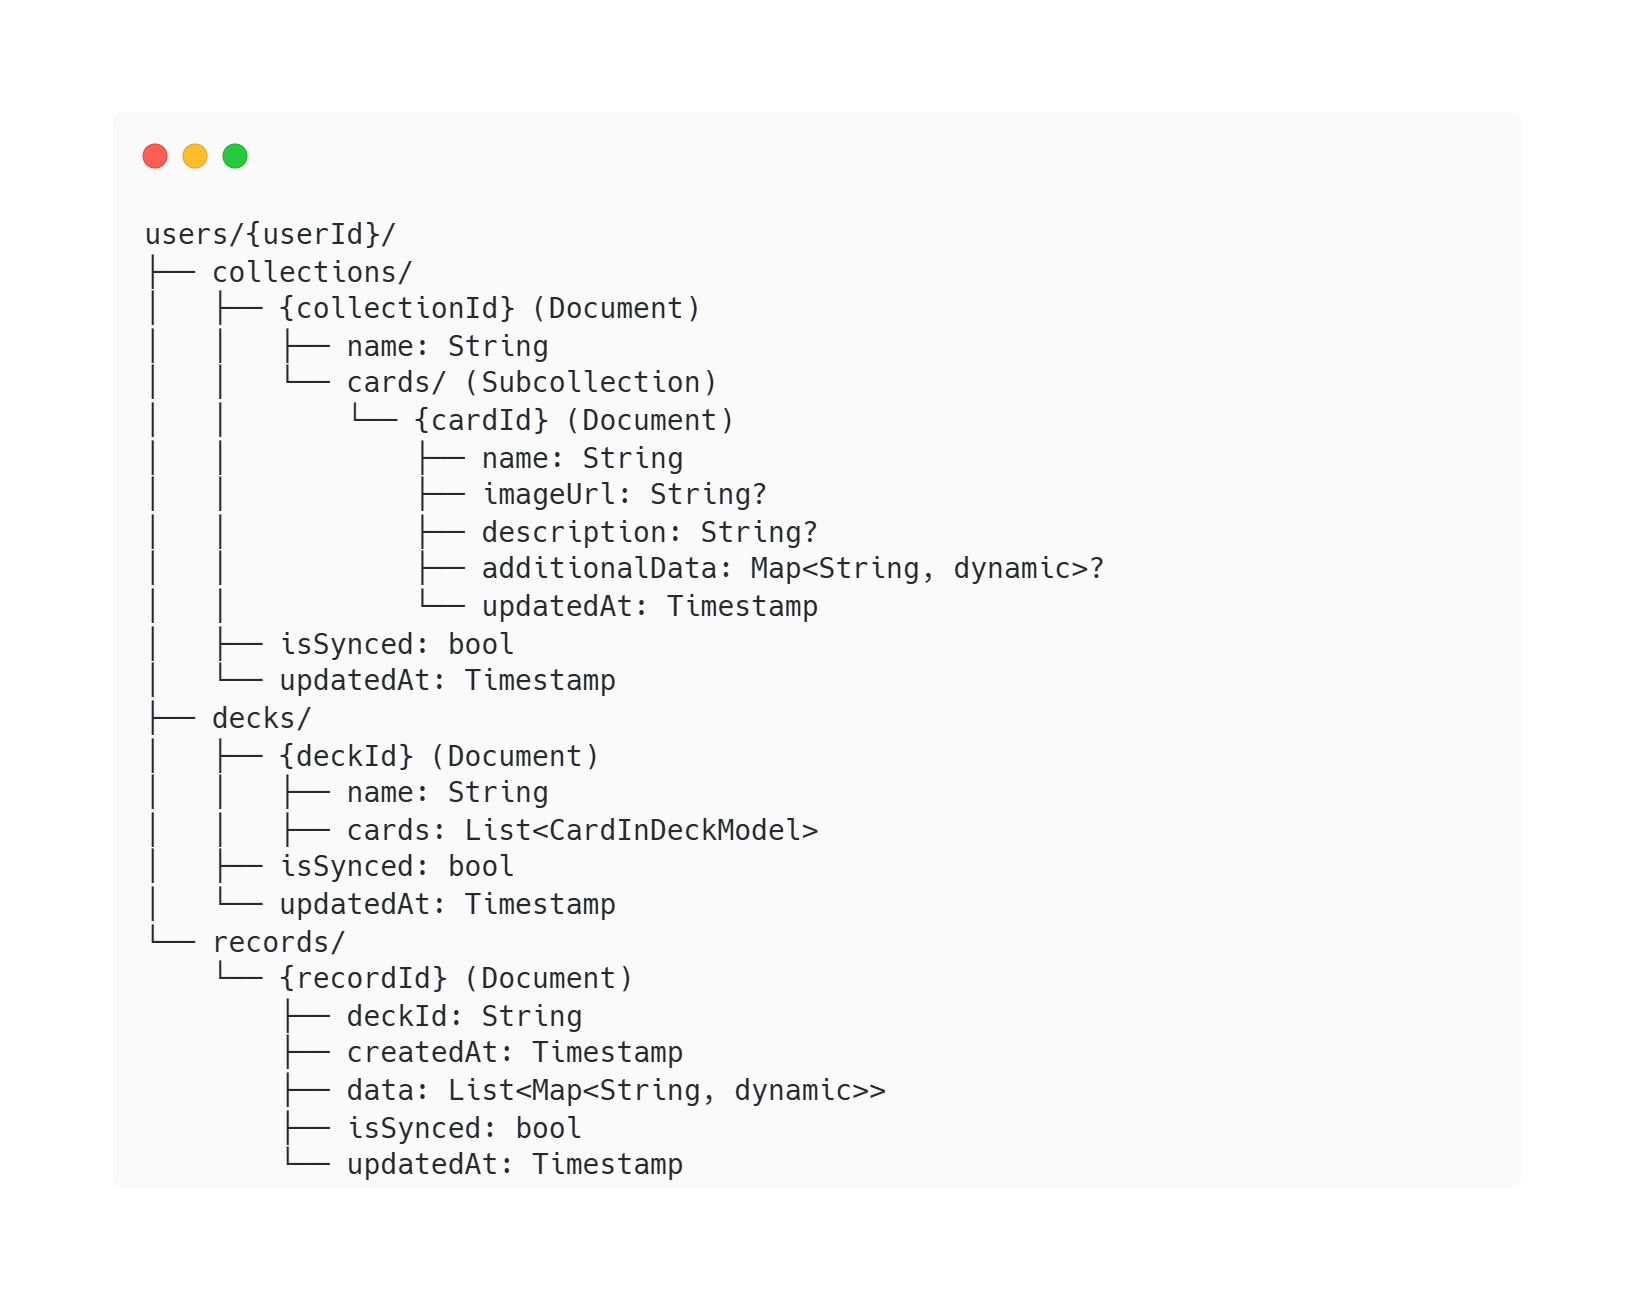 users/{userId}/
├── collections/
│   ├── {collectionId} (Document)
│   │   ├── name: String
│   │   └── cards/ (Subcollection)
│   │       └── {cardId} (Document)
│   │           ├── name: String
│   │           ├── imageUrl: String?
│   │           ├── description: String?
│   │           ├── additionalData: Map<String, dynamic>?
│   │           └── updatedAt: Timestamp
│   ├── isSynced: bool
│   └── updatedAt: Timestamp
├── decks/
│   ├── {deckId} (Document)
│   │   ├── name: String
│   │   ├── cards: List<CardInDeckModel>
│   ├── isSynced: bool
│   └── updatedAt: Timestamp
└── records/
    └── {recordId} (Document)
        ├── deckId: String
        ├── createdAt: Timestamp
        ├── data: List<Map<String, dynamic>>
        ├── isSynced: bool
        └── updatedAt: Timestamp